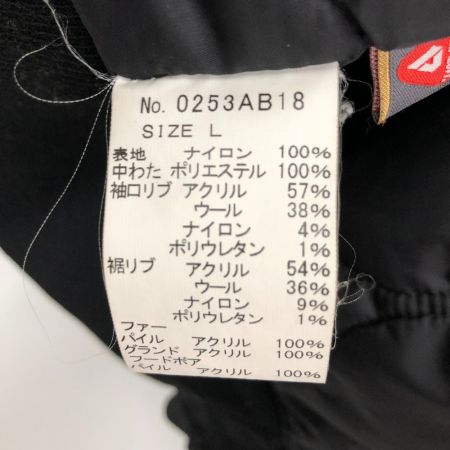 No. 0253AB18
SIZE L
表地 ナイロン 100%
中わた ポリエステル 100%
袖口リブ アクリル 57%
ウール 38%
ナイロン 4%
ポリウレタン 1%
裾リブ アクリル 54%
ウール 36%
ナイロン 9%
ポリウレタン 1%
ファー
パイル アクリル 100%
グランド アクリル 100%
フードボア
パイル アクリル 100%